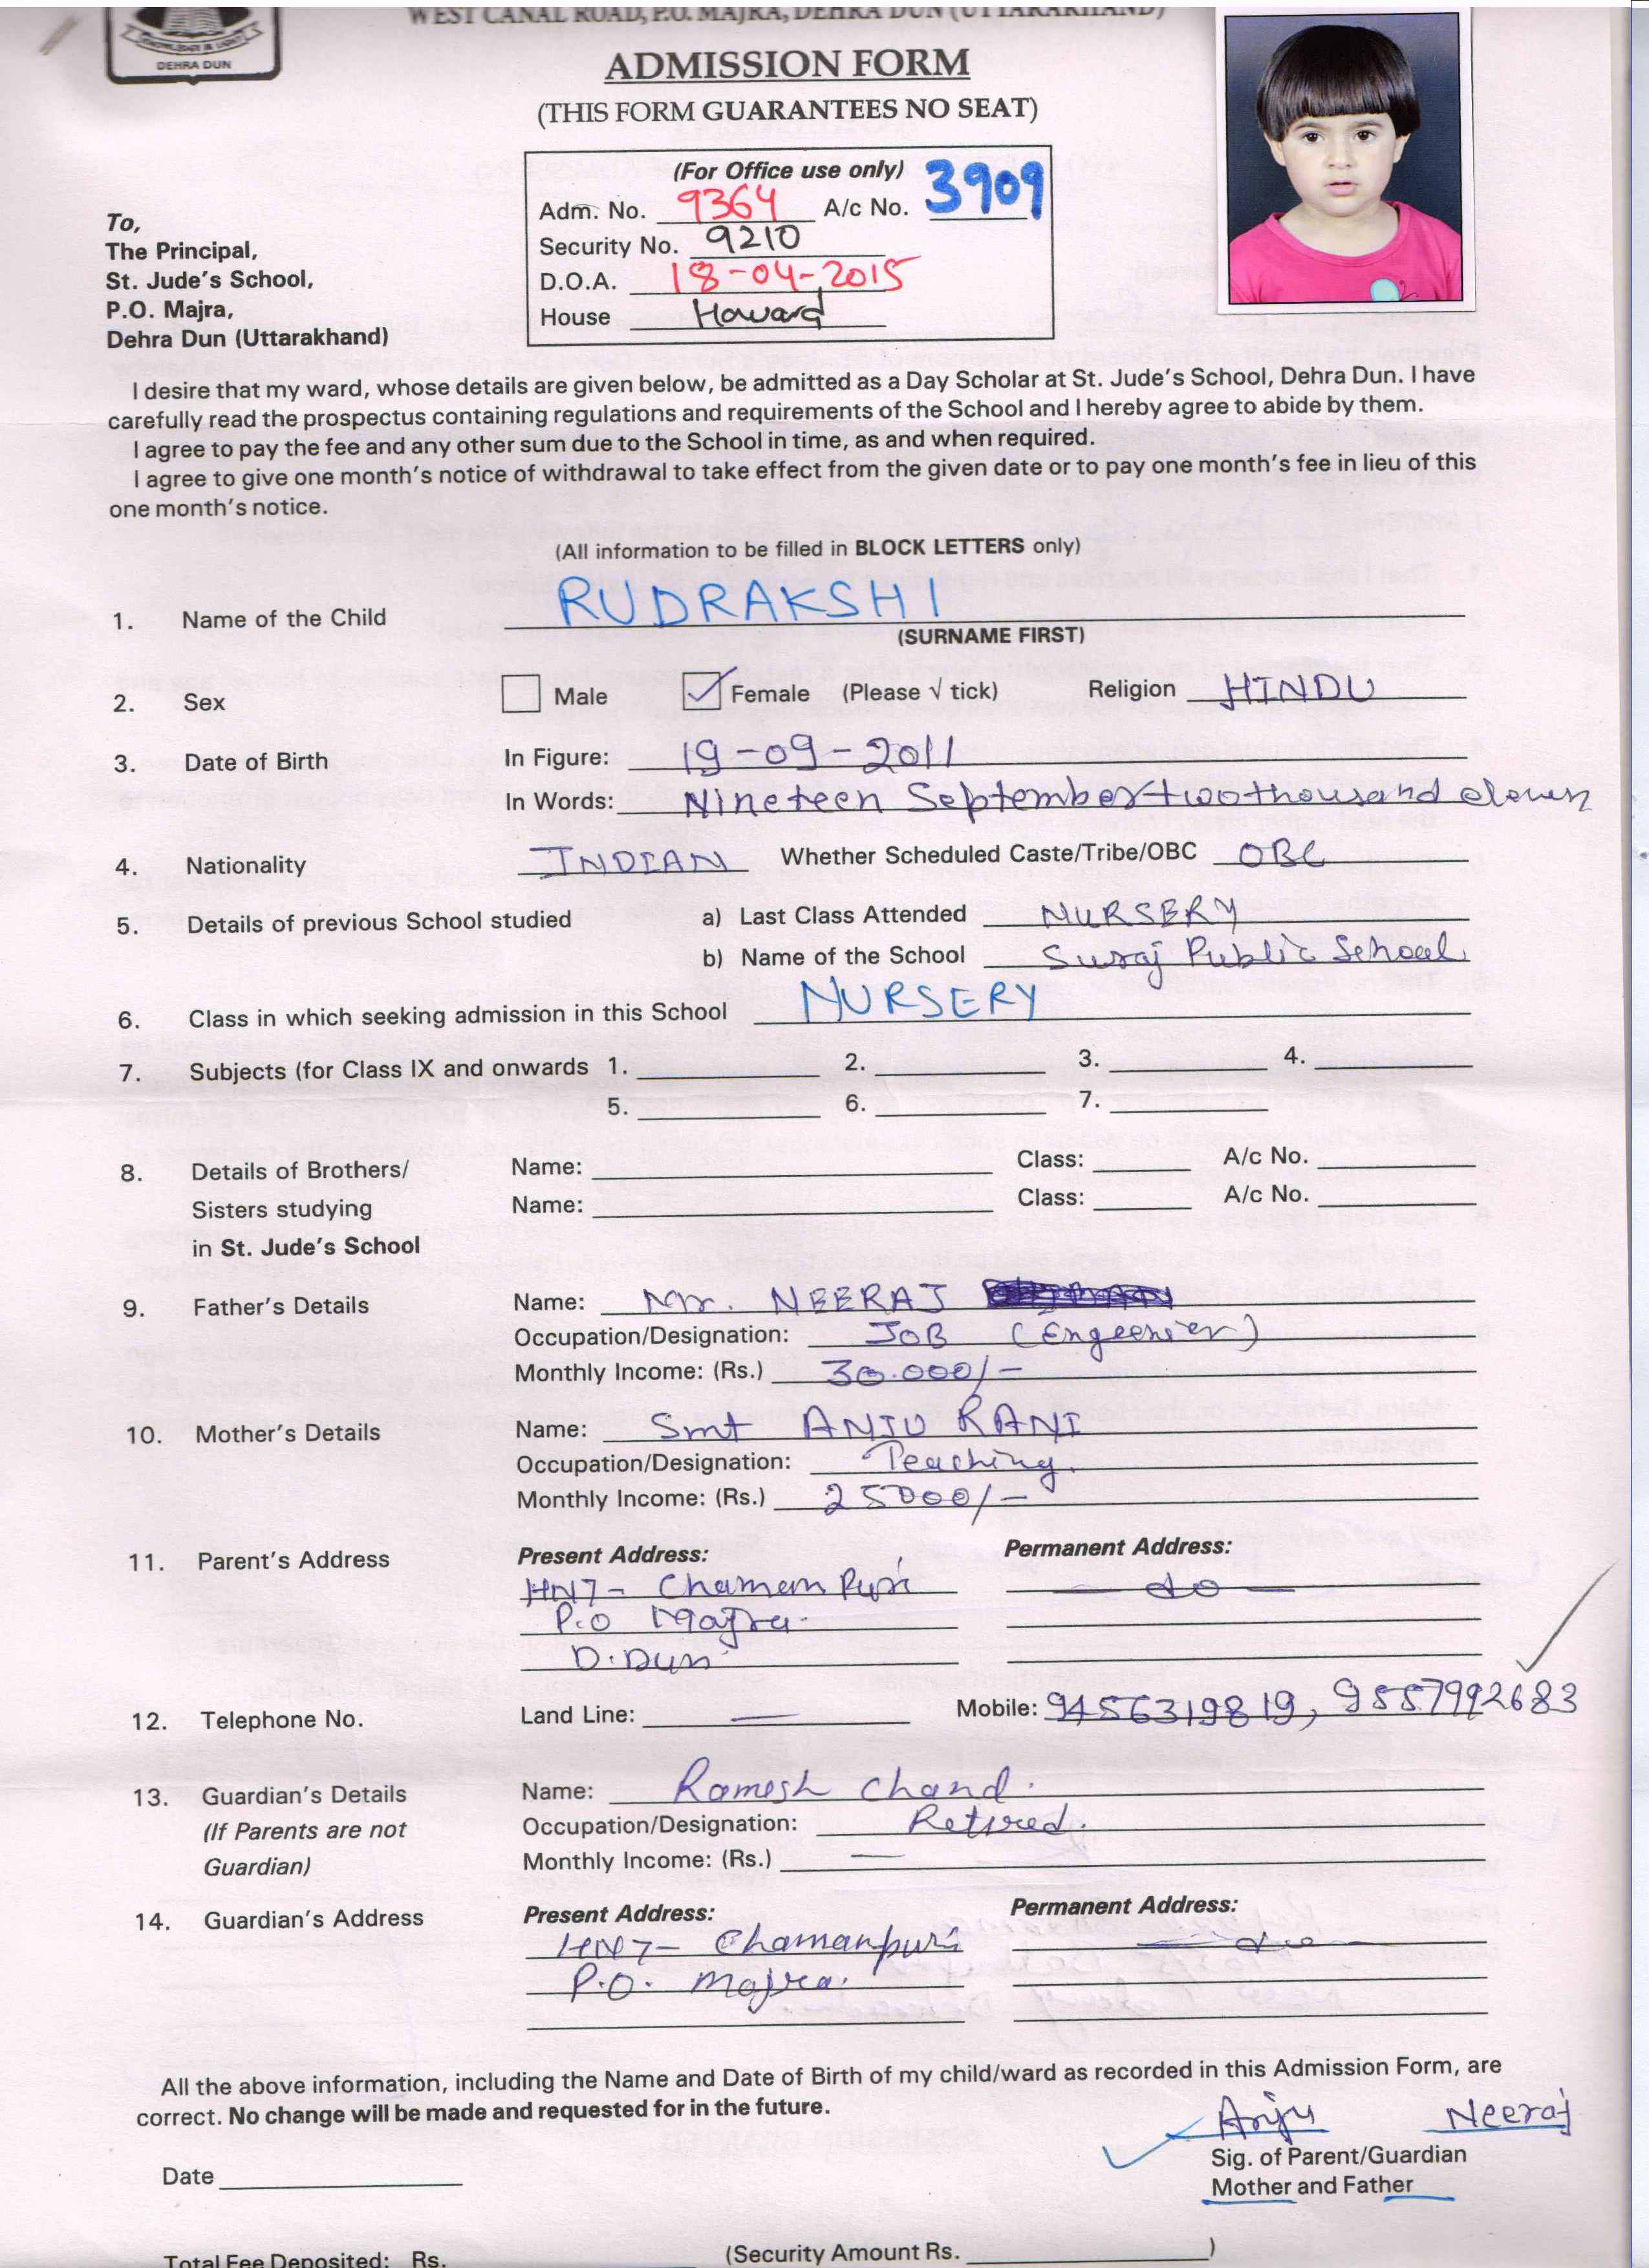 WEST CANAL ROAD, P.O. MAJRA, DEHRA DUN (UTTARAKHAND)
KNOWLEDGE & LIGHT
DEHRA DUN
ADMISSION FORM
(THIS FORM GUARANTEES NO SEAT)
(For Office use only)
Adm. No. 9364 A/c No. 3909
Security No. 9210
D.O.A. 18-04-2015
House Howard
To,
The Principal,
St. Jude's School,
P.O. Majra,
Dehra Dun (Uttarakhand)
I desire that my ward, whose details are given below, be admitted as a Day Scholar at St. Jude's School, Dehra Dun. I have
carefully read the prospectus containing regulations and requirements of the School and I hereby agree to abide by them.
I agree to pay the fee and any other sum due to the School in time, as and when required.
I agree to give one month's notice of withdrawal to take effect from the given date or to pay one month's fee in lieu of this
one month's notice.
(All information to be filled in BLOCK LETTERS only)
1. Name of the Child RUDRAKSHI
(SURNAME FIRST)
2. Sex Male Female (Please √ tick) Religion HINDU
3. Date of Birth In Figure: 19-09-2011
In Words: Nineteen September two thousand eleven
4. Nationality INDIAN Whether Scheduled Caste/Tribe/OBC OBC
5. Details of previous School studied a) Last Class Attended NURSERY
b) Name of the School Suraj Public School
6. Class in which seeking admission in this School NURSERY
7. Subjects (for Class IX and onwards 1. 2. 3. 4.
5. 6. 7.
8. Details of Brothers/ Name: Class: A/c No.
Sisters studying Name: Class: A/c No.
in St. Jude's School
9. Father's Details Name: Mr. NEERAJ
Occupation/Designation: JOB (Engeenier)
Monthly Income: (Rs.) 30.000/-
10. Mother's Details Name: Smt ANJU RANI
Occupation/Designation: Teaching.
Monthly Income: (Rs.) 25000/-
11. Parent's Address Present Address: Permanent Address:
HN7- Chaman Puri — do —
P.O Majra
D.Dun
12. Telephone No. Land Line: — Mobile: 9456319819, 9557992683
13. Guardian's Details Name: Ramesh Chand.
(If Parents are not Occupation/Designation: Retired.
Guardian) Monthly Income: (Rs.) —
14. Guardian's Address Present Address: Permanent Address:
HN7- Chamanpuri — do —
P.O. Majra.
All the above information, including the Name and Date of Birth of my child/ward as recorded in this Admission Form, are
correct. No change will be made and requested for in the future.
Anju Neeraj
Sig. of Parent/Guardian
Date Mother and Father
Total Fee Deposited: Rs. (Security Amount Rs. )